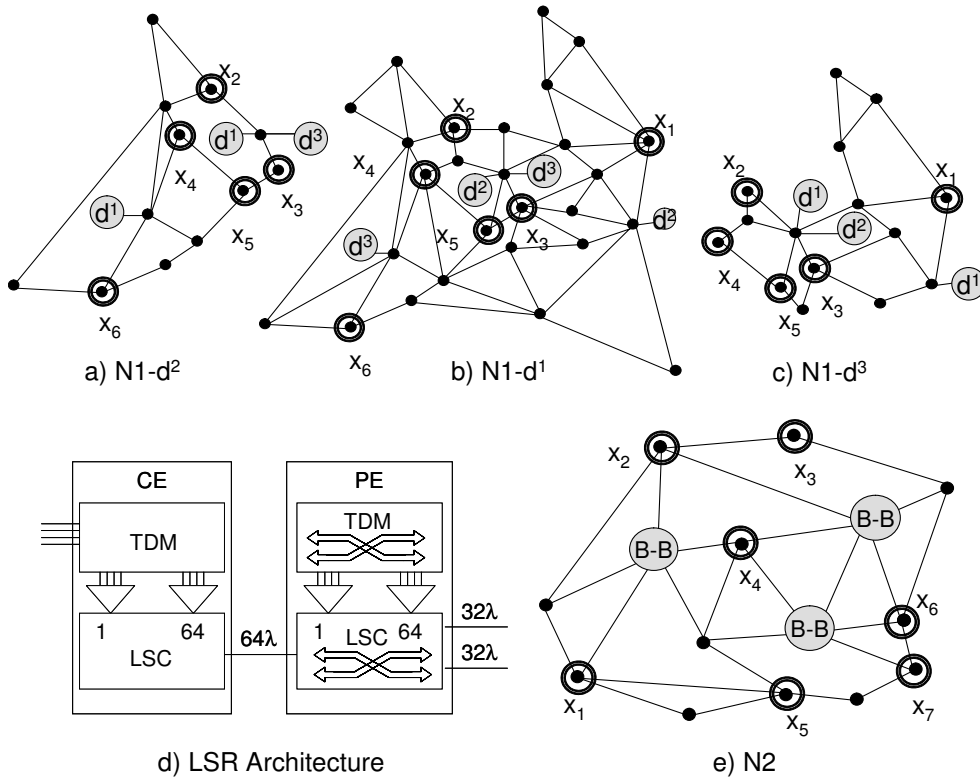 x₂
d¹
d³
x₄
x₃
d¹
x₅
x₆
a) N1-d²
x₂
x₁
x₄
d³
d²
d²
d³
x₅
x₃
x₆
b) N1-d¹
x₂
d¹
x₁
d²
x₄
x₃
d¹
x₅
c) N1-d³
CE
PE
TDM
TDM
1
64
LSC
64λ
1
64
LSC
32λ
32λ
d) LSR Architecture
x₂
x₃
B-B
B-B
x₄
x₆
B-B
x₁
x₅
x₇
e) N2